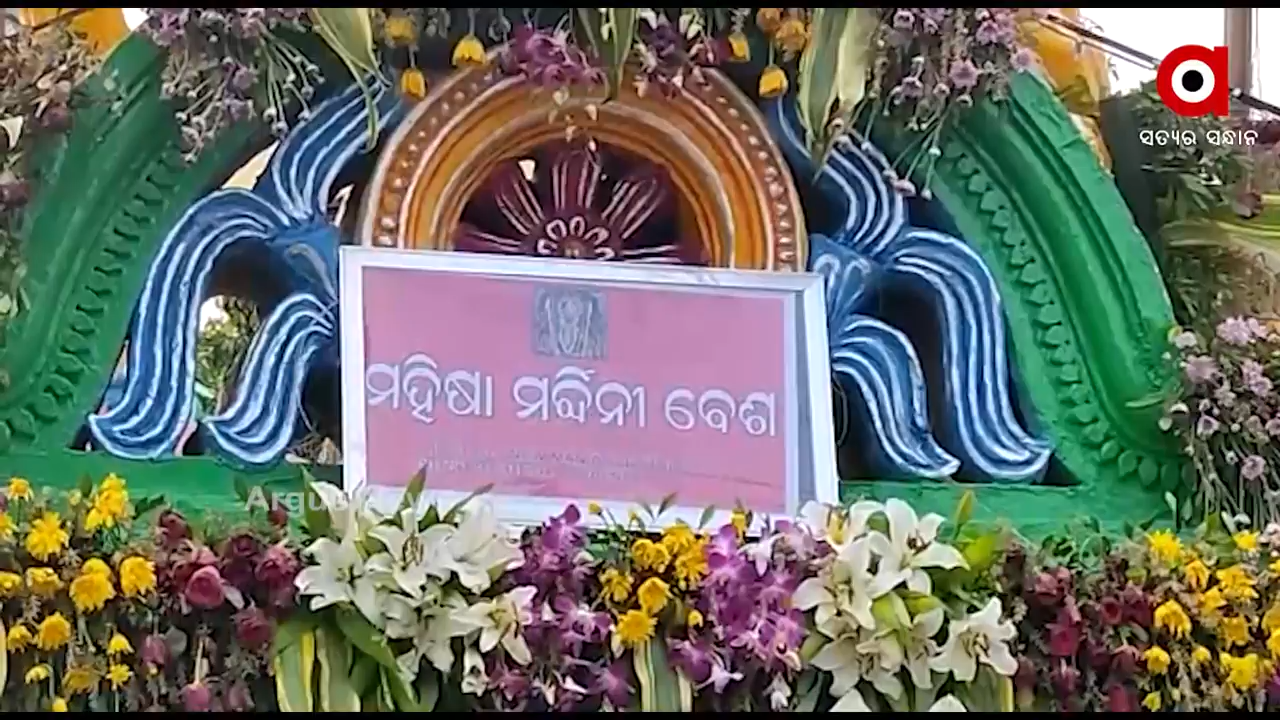 ସତ୍ୟର ସନ୍ଧାନ
ମହିଷା ମର୍ଦ୍ଦିନୀ ବେଶ